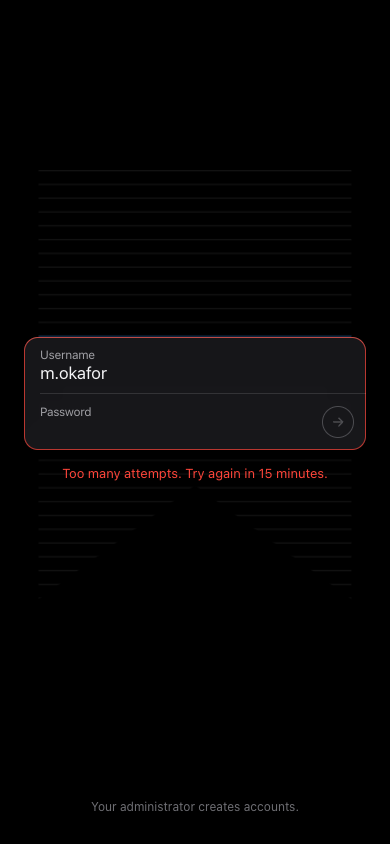 Username
m.okafor
Password
Too many attempts. Try again in 15 minutes.
Your administrator creates accounts.